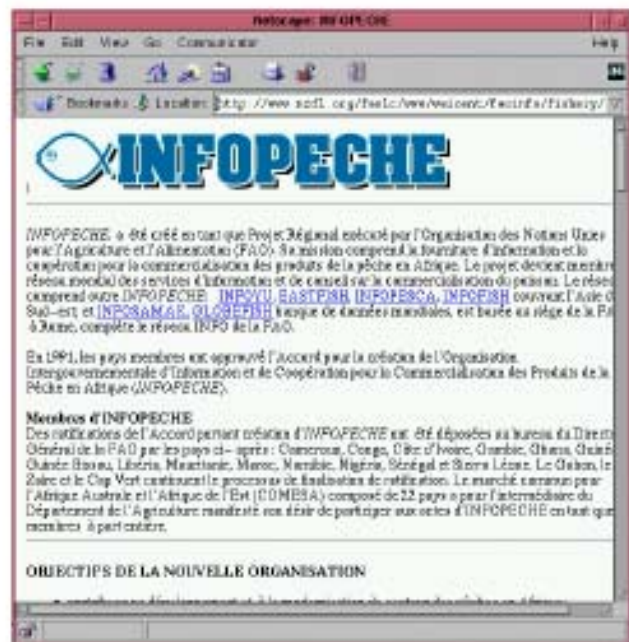 Netscape: INFOPECHE
File Edit View Go Communicator Help
Bookmarks Location: http://www.
INFOPECHE
INFOPECHE, a été créé en tant que Projet Régional exécuté par l'Organisation des Nations Unies
pour l'Agriculture et l'Alimentation (FAO). Sa mission comprend la fourniture d'information et la
coopération pour la commercialisation des produits de la pêche en Afrique. Le projet devient membre
réseau mondial des services d'information et de conseil sur la commercialisation du poisson. Le résea
comprend outre INFOPECHE: INFOYU, EASTFISH, INFOPESCA, INFOFISH couvrant l'Asie d
Sud-est, et INFOSAMAK, GLOBEFISH banque de données mondiales, est basée au siège de la FA
à Rome, complète le réseau INFO de la FAO.
En 1991, les pays membres ont approuvé l'Accord pour la création de l'Organisation
Intergouvernementale d'Information et de Coopération pour la Commercialisation des Produits de la
Pêche en Afrique (INFOPECHE).
Membres d'INFOPECHE
Des ratifications de l'Accord portant création d'INFOPECHE ont été déposées au bureau du Direct
Général de la FAO par les pays ci-après: Cameroun, Congo, Côte d'Ivoire, Gambie, Ghana, Guiné
Guinée Bissau, Libéria, Mauritanie, Maroc, Namibie, Nigéria, Sénégal et Sierra Léone. Le Gabon, le
Zaire et le Cap Vert continuent le processus de finalisation de ratification. Le marché commun pour
l'Afrique Australe et l'Afrique de l'Est (COMESA) composé de 22 pays a pour l'intermédiaire du
Département de l'Agriculture manifesté son désir de participer aux actes d'INFOPECHE en tant que
membres à part entière.
OBJECTIFS DE LA NOUVELLE ORGANISATION